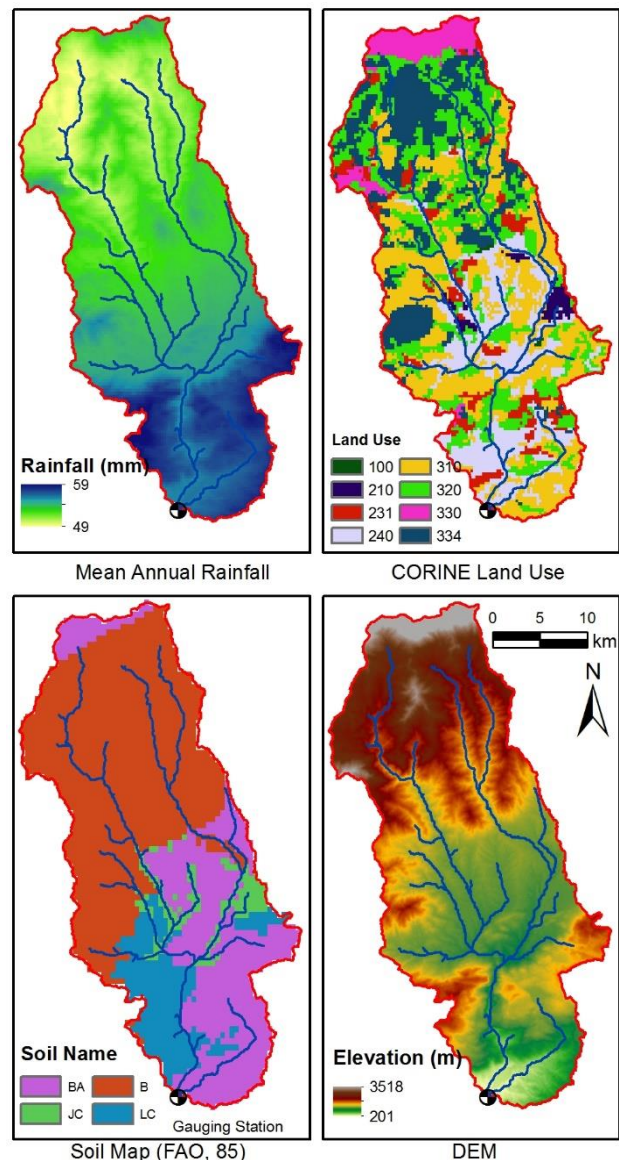 Rainfall (mm)
59
49
Mean Annual Rainfall
Land Use
100 310
210 320
231 330
240 334
CORINE Land Use
Soil Name
BA B
JC LC
Gauging Station
Soil Map (FAO, 85)
0 5 10
km
N
Elevation (m)
3518
201
DEM